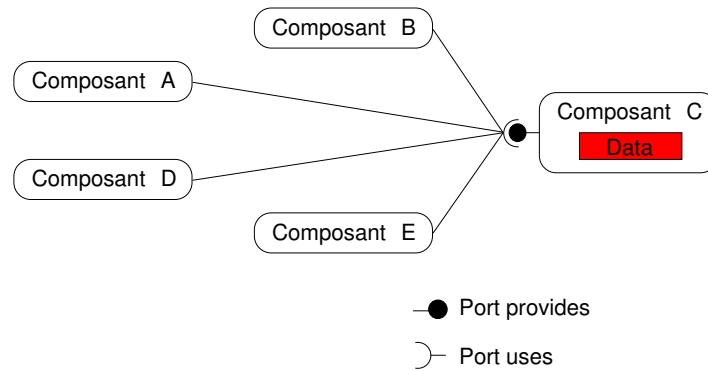 Composant B
Composant A
Composant C
Data
Composant D
Composant E
Port provides
Port uses